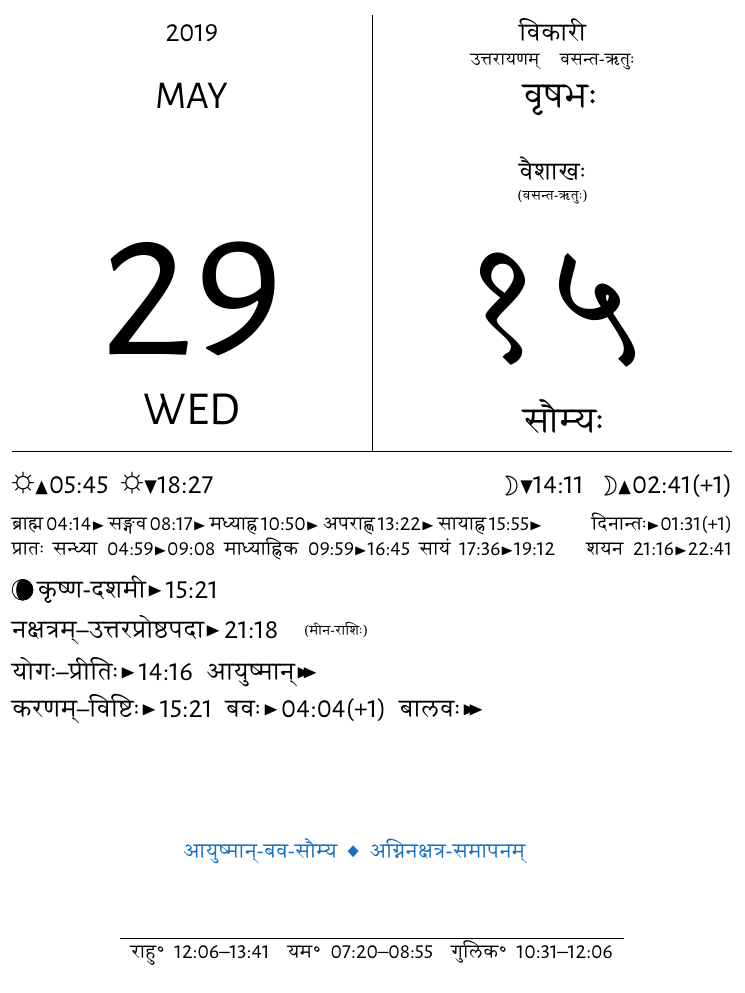 2019
MAY
29
WED
विकारी
उत्तरायणम् वसन्त-ऋतुः
वृषभः
वैशाखः
(वसन्त-ऋतुः)
१५
सौम्यः
☼▲05:45 ☼▼18:27 ☽▼14:11 ☽▲02:41(+1)
ब्राह्म 04:14► सङ्गव 08:17► मध्याह्न 10:50► अपराह्ण 13:22► सायाह्न 15:55► दिनान्तः►01:31(+1)
प्रातः सन्ध्या 04:59►09:08 माध्याह्निक 09:59►16:45 सायं 17:36►19:12 शयन 21:16►22:41
कृष्ण-दशमी►15:21
नक्षत्रम्–उत्तरप्रोष्ठपदा►21:18 (मीन-राशिः)
योगः–प्रीतिः►14:16 आयुष्मान्►►
करणम्–विष्टिः►15:21 बवः►04:04(+1) बालवः►►
आयुष्मान्-बव-सौम्य ◆ अग्निनक्षत्र-समापनम्
राहु° 12:06–13:41 यम° 07:20–08:55 गुलिक° 10:31–12:06